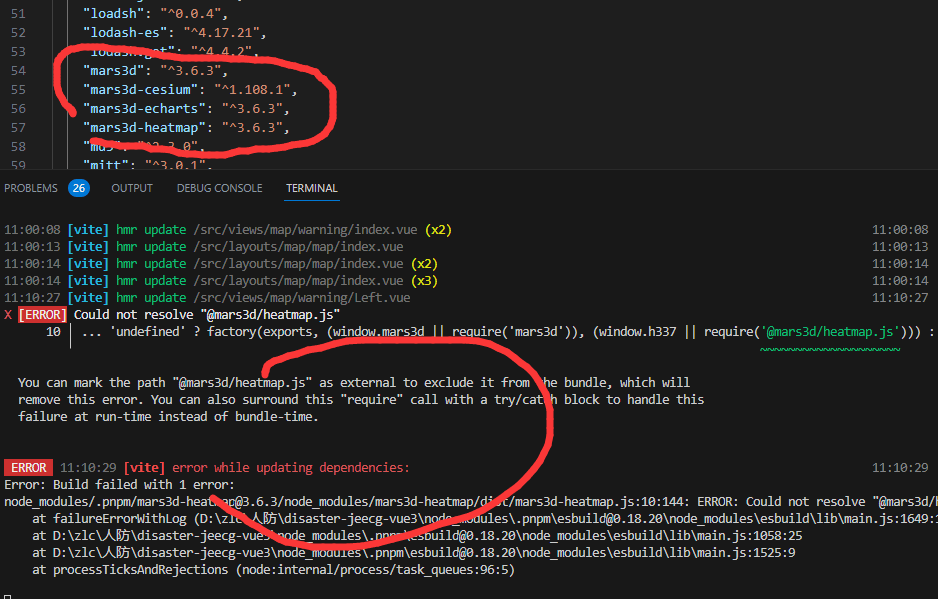 51 "loadsh": "^0.0.4",
52 "lodash-es": "^4.17.21",
53 "lodash.get": "^4.4.2",
54 "mars3d": "^3.6.3",
55 "mars3d-cesium": "^1.108.1",
56 "mars3d-echarts": "^3.6.3",
57 "mars3d-heatmap": "^3.6.3",
58 "md5": "^2.3.0",
59 "mitt": "^3.0.1",
PROBLEMS 26 OUTPUT DEBUG CONSOLE TERMINAL
11:00:08 [vite] hmr update /src/views/map/warning/index.vue (x2) 11:00:08
11:00:13 [vite] hmr update /src/layouts/map/map/index.vue 11:00:13
11:00:14 [vite] hmr update /src/layouts/map/map/index.vue (x2) 11:00:14
11:00:14 [vite] hmr update /src/layouts/map/map/index.vue (x3) 11:00:14
11:10:27 [vite] hmr update /src/views/map/warning/Left.vue 11:10:27
X [ERROR] Could not resolve "@mars3d/heatmap.js"
10 | ... 'undefined' ? factory(exports, (window.mars3d || require('mars3d')), (window.h337 || require('@mars3d/heatmap.js'))) :
You can mark the path "@mars3d/heatmap.js" as external to exclude it from the bundle, which will
remove this error. You can also surround this "require" call with a try/catch block to handle this
failure at run-time instead of bundle-time.
ERROR 11:10:29 [vite] error while updating dependencies: 11:10:29
Error: Build failed with 1 error:
node_modules/.pnpm/mars3d-heatmap@3.6.3/node_modules/mars3d-heatmap/dist/mars3d-heatmap.js:10:144: ERROR: Could not resolve "@mars3d/h
at failureErrorWithLog (D:\zlc\人防\disaster-jeecg-vue3\node_modules\.pnpm\esbuild@0.18.20\node_modules\esbuild\lib\main.js:1649:1
at D:\zlc\人防\disaster-jeecg-vue3\node_modules\.pnpm\esbuild@0.18.20\node_modules\esbuild\lib\main.js:1058:25
at D:\zlc\人防\disaster-jeecg-vue3\node_modules\.pnpm\esbuild@0.18.20\node_modules\esbuild\lib\main.js:1525:9
at processTicksAndRejections (node:internal/process/task_queues:96:5)